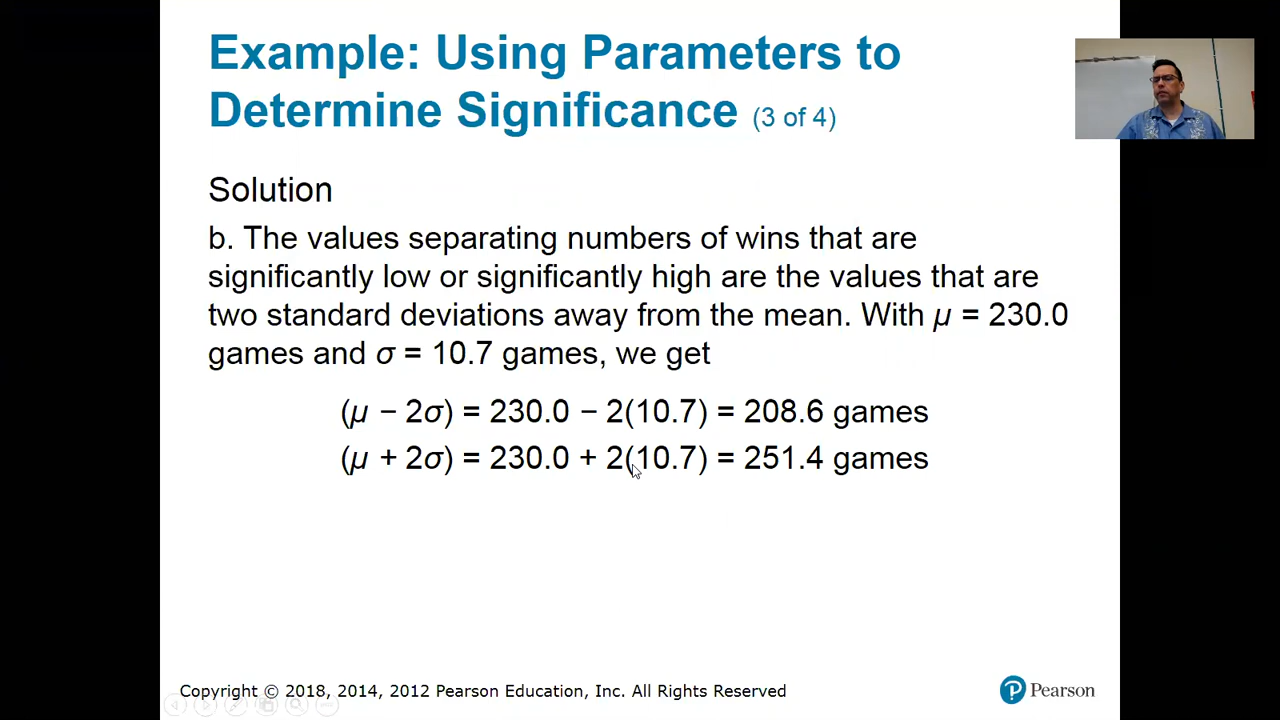 Example: Using Parameters to
Determine Significance (3 of 4)
Solution
b. The values separating numbers of wins that are
significantly low or significantly high are the values that are
two standard deviations away from the mean. With μ = 230.0
games and σ = 10.7 games, we get
(μ − 2σ) = 230.0 − 2(10.7) = 208.6 games
(μ + 2σ) = 230.0 + 2(10.7) = 251.4 games
Copyright © 2018, 2014, 2012 Pearson Education, Inc. All Rights Reserved
P Pearson